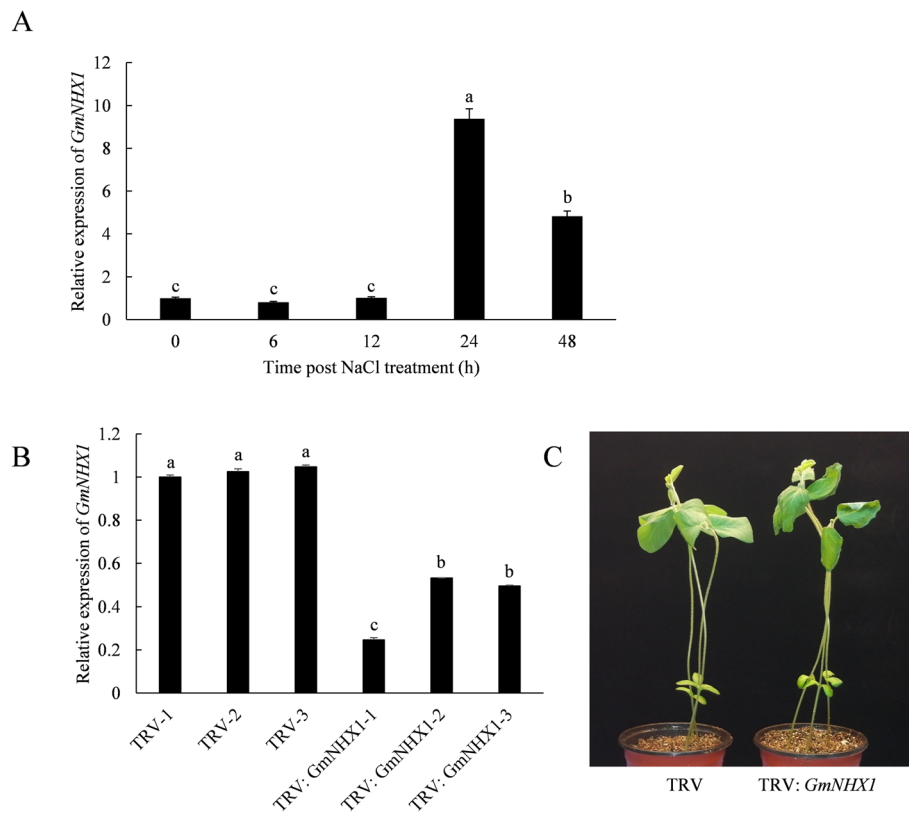 A
Relative expression of GmNHX1
12
10
8
6
4
2
0
a
b
c
c
c
0 6 12 24 48
Time post NaCl treatment (h)
B
Relative expression of GmNHX1
1.2
1
0.8
0.6
0.4
0.2
0
a
a
a
c
b
b
TRV-1
TRV-2
TRV-3
TRV: GmNHX1-1
TRV: GmNHX1-2
TRV: GmNHX1-3
C
TRV
TRV: GmNHX1